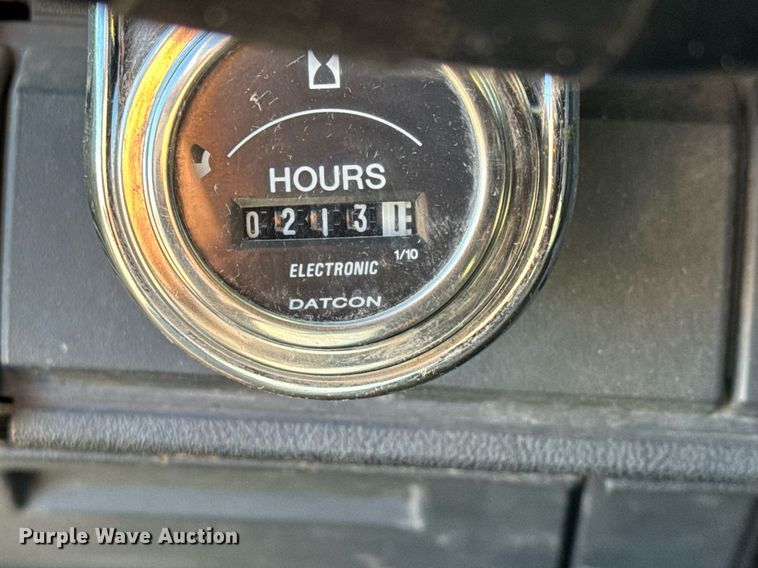 HOURS
0213
1/10
ELECTRONIC
DATCON
Purple Wave Auction